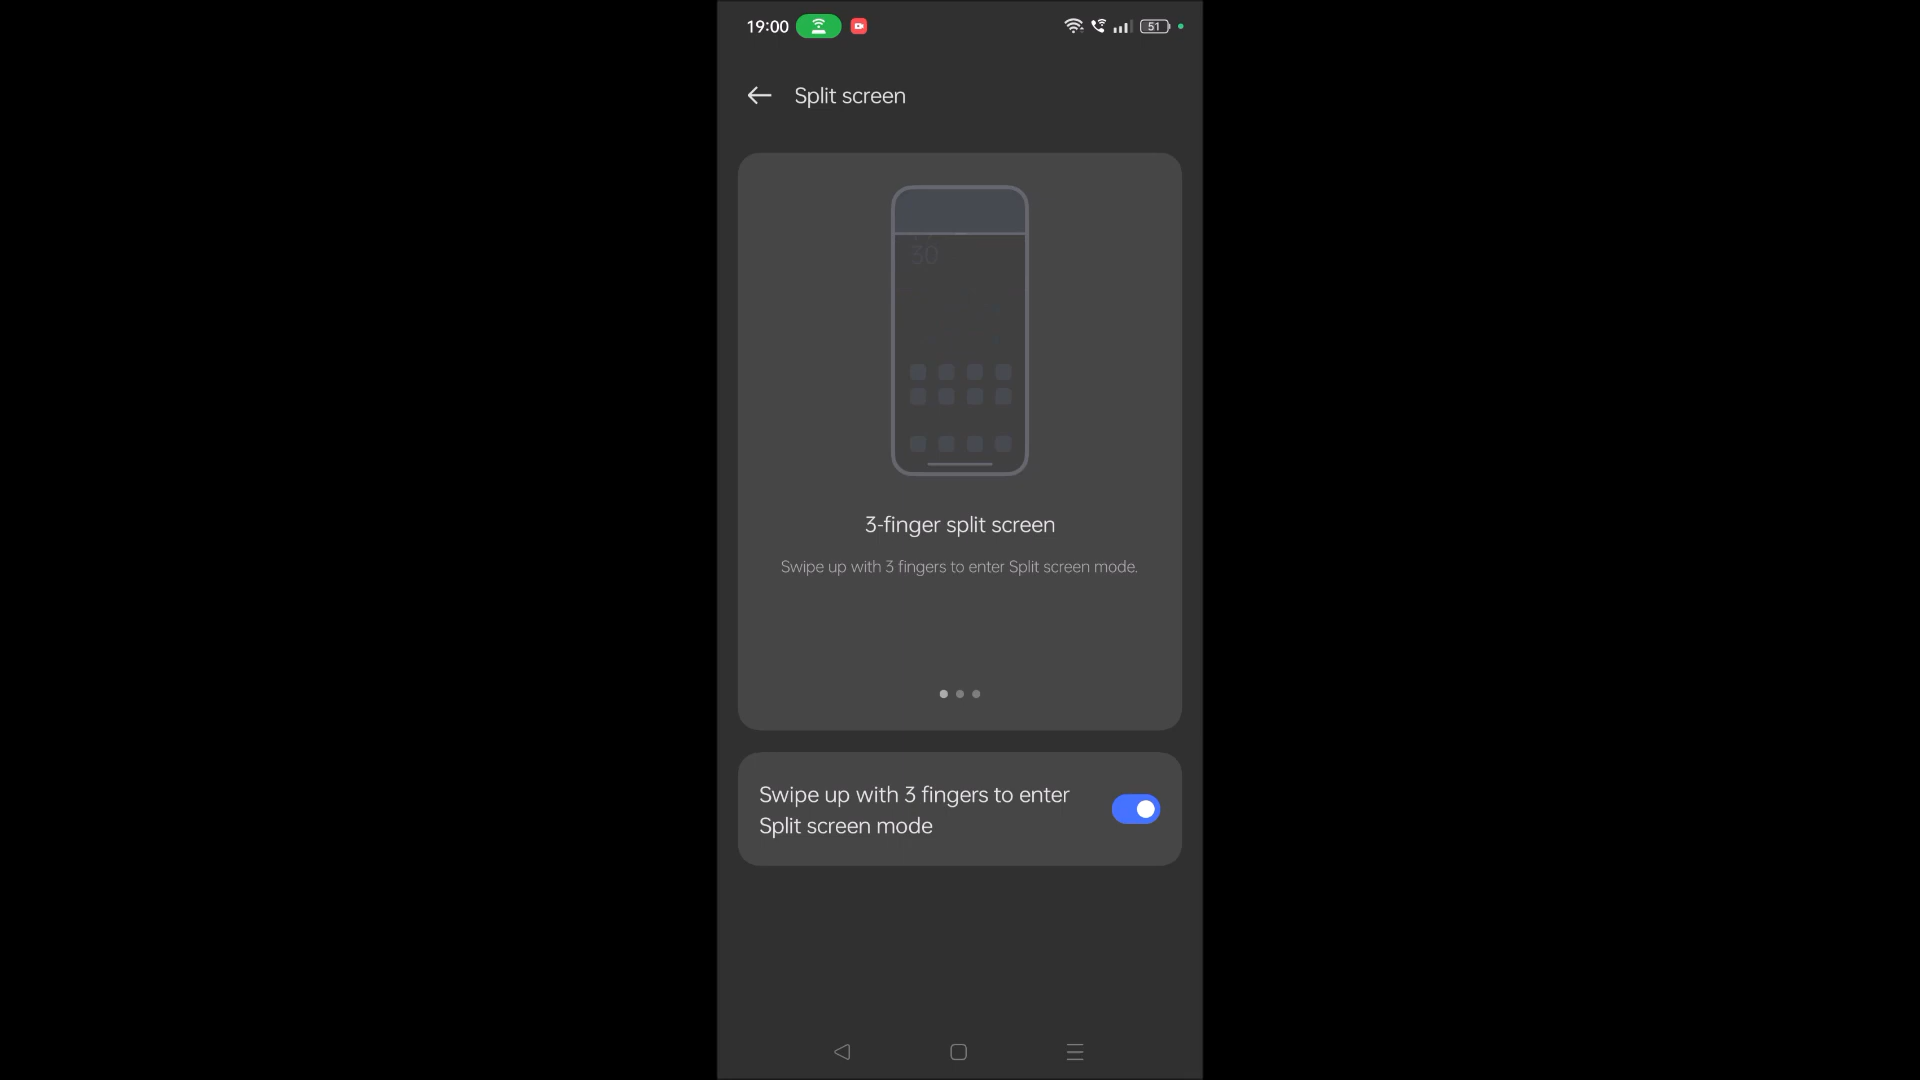 19:00
51
Split screen
30
3-finger split screen
Swipe up with 3 fingers to enter Split screen mode.
Swipe up with 3 fingers to enter
Split screen mode